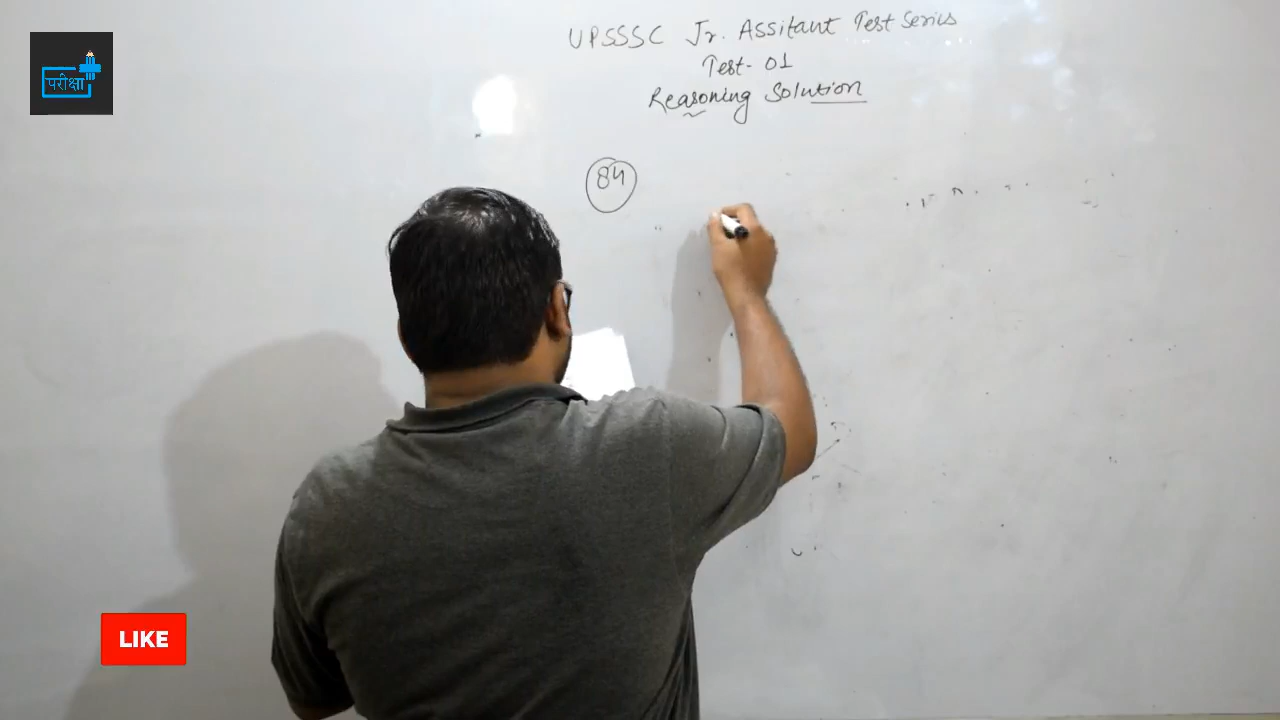 परीक्षा
UPSSSC Jr. Assitant Test Series
Test- 01
Reasoning Solution
84
LIKE